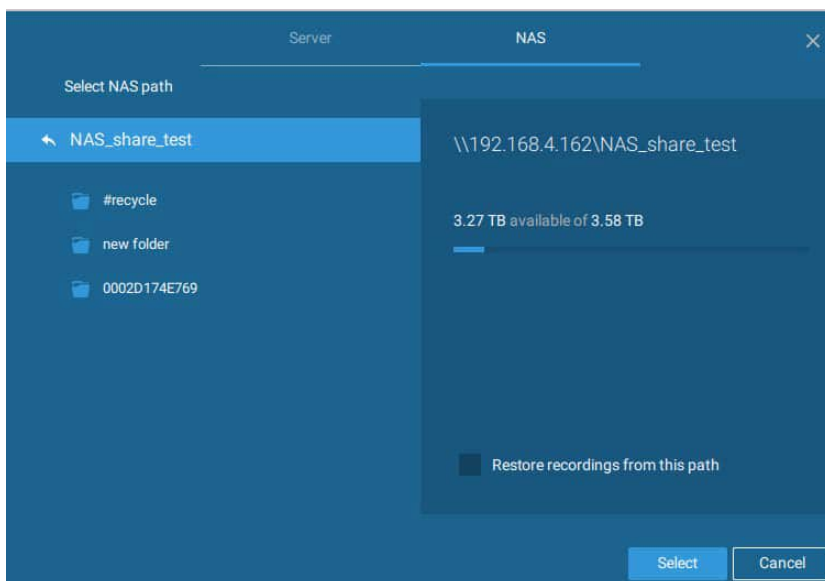 Server
NAS
Select NAS path
NAS_share_test
\\192.168.4.162\NAS_share_test
#recycle
3.27 TB available of 3.58 TB
new folder
0002D174E769
Restore recordings from this path
Select
Cancel